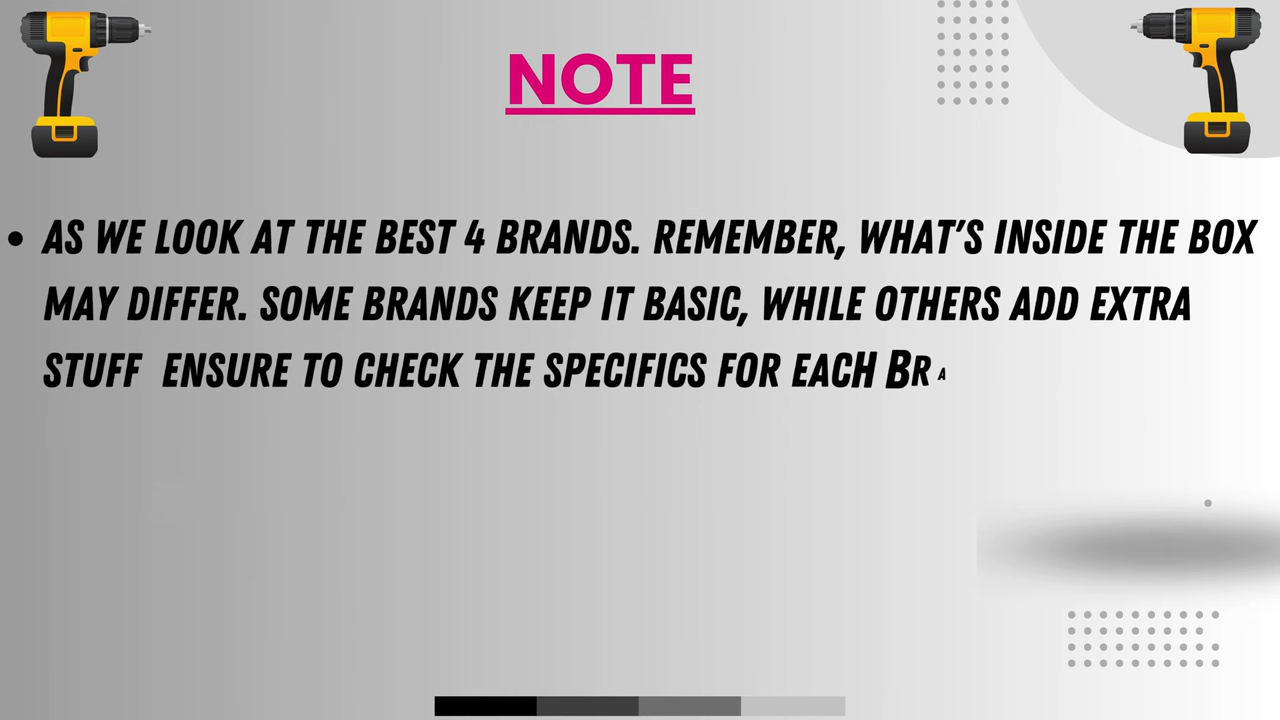 NOTE
• AS WE LOOK AT THE BEST 4 BRANDS. REMEMBER, WHAT'S INSIDE THE BOX
MAY DIFFER. SOME BRANDS KEEP IT BASIC, WHILE OTHERS ADD EXTRA
STUFF ENSURE TO CHECK THE SPECIFICS FOR EACH BRA